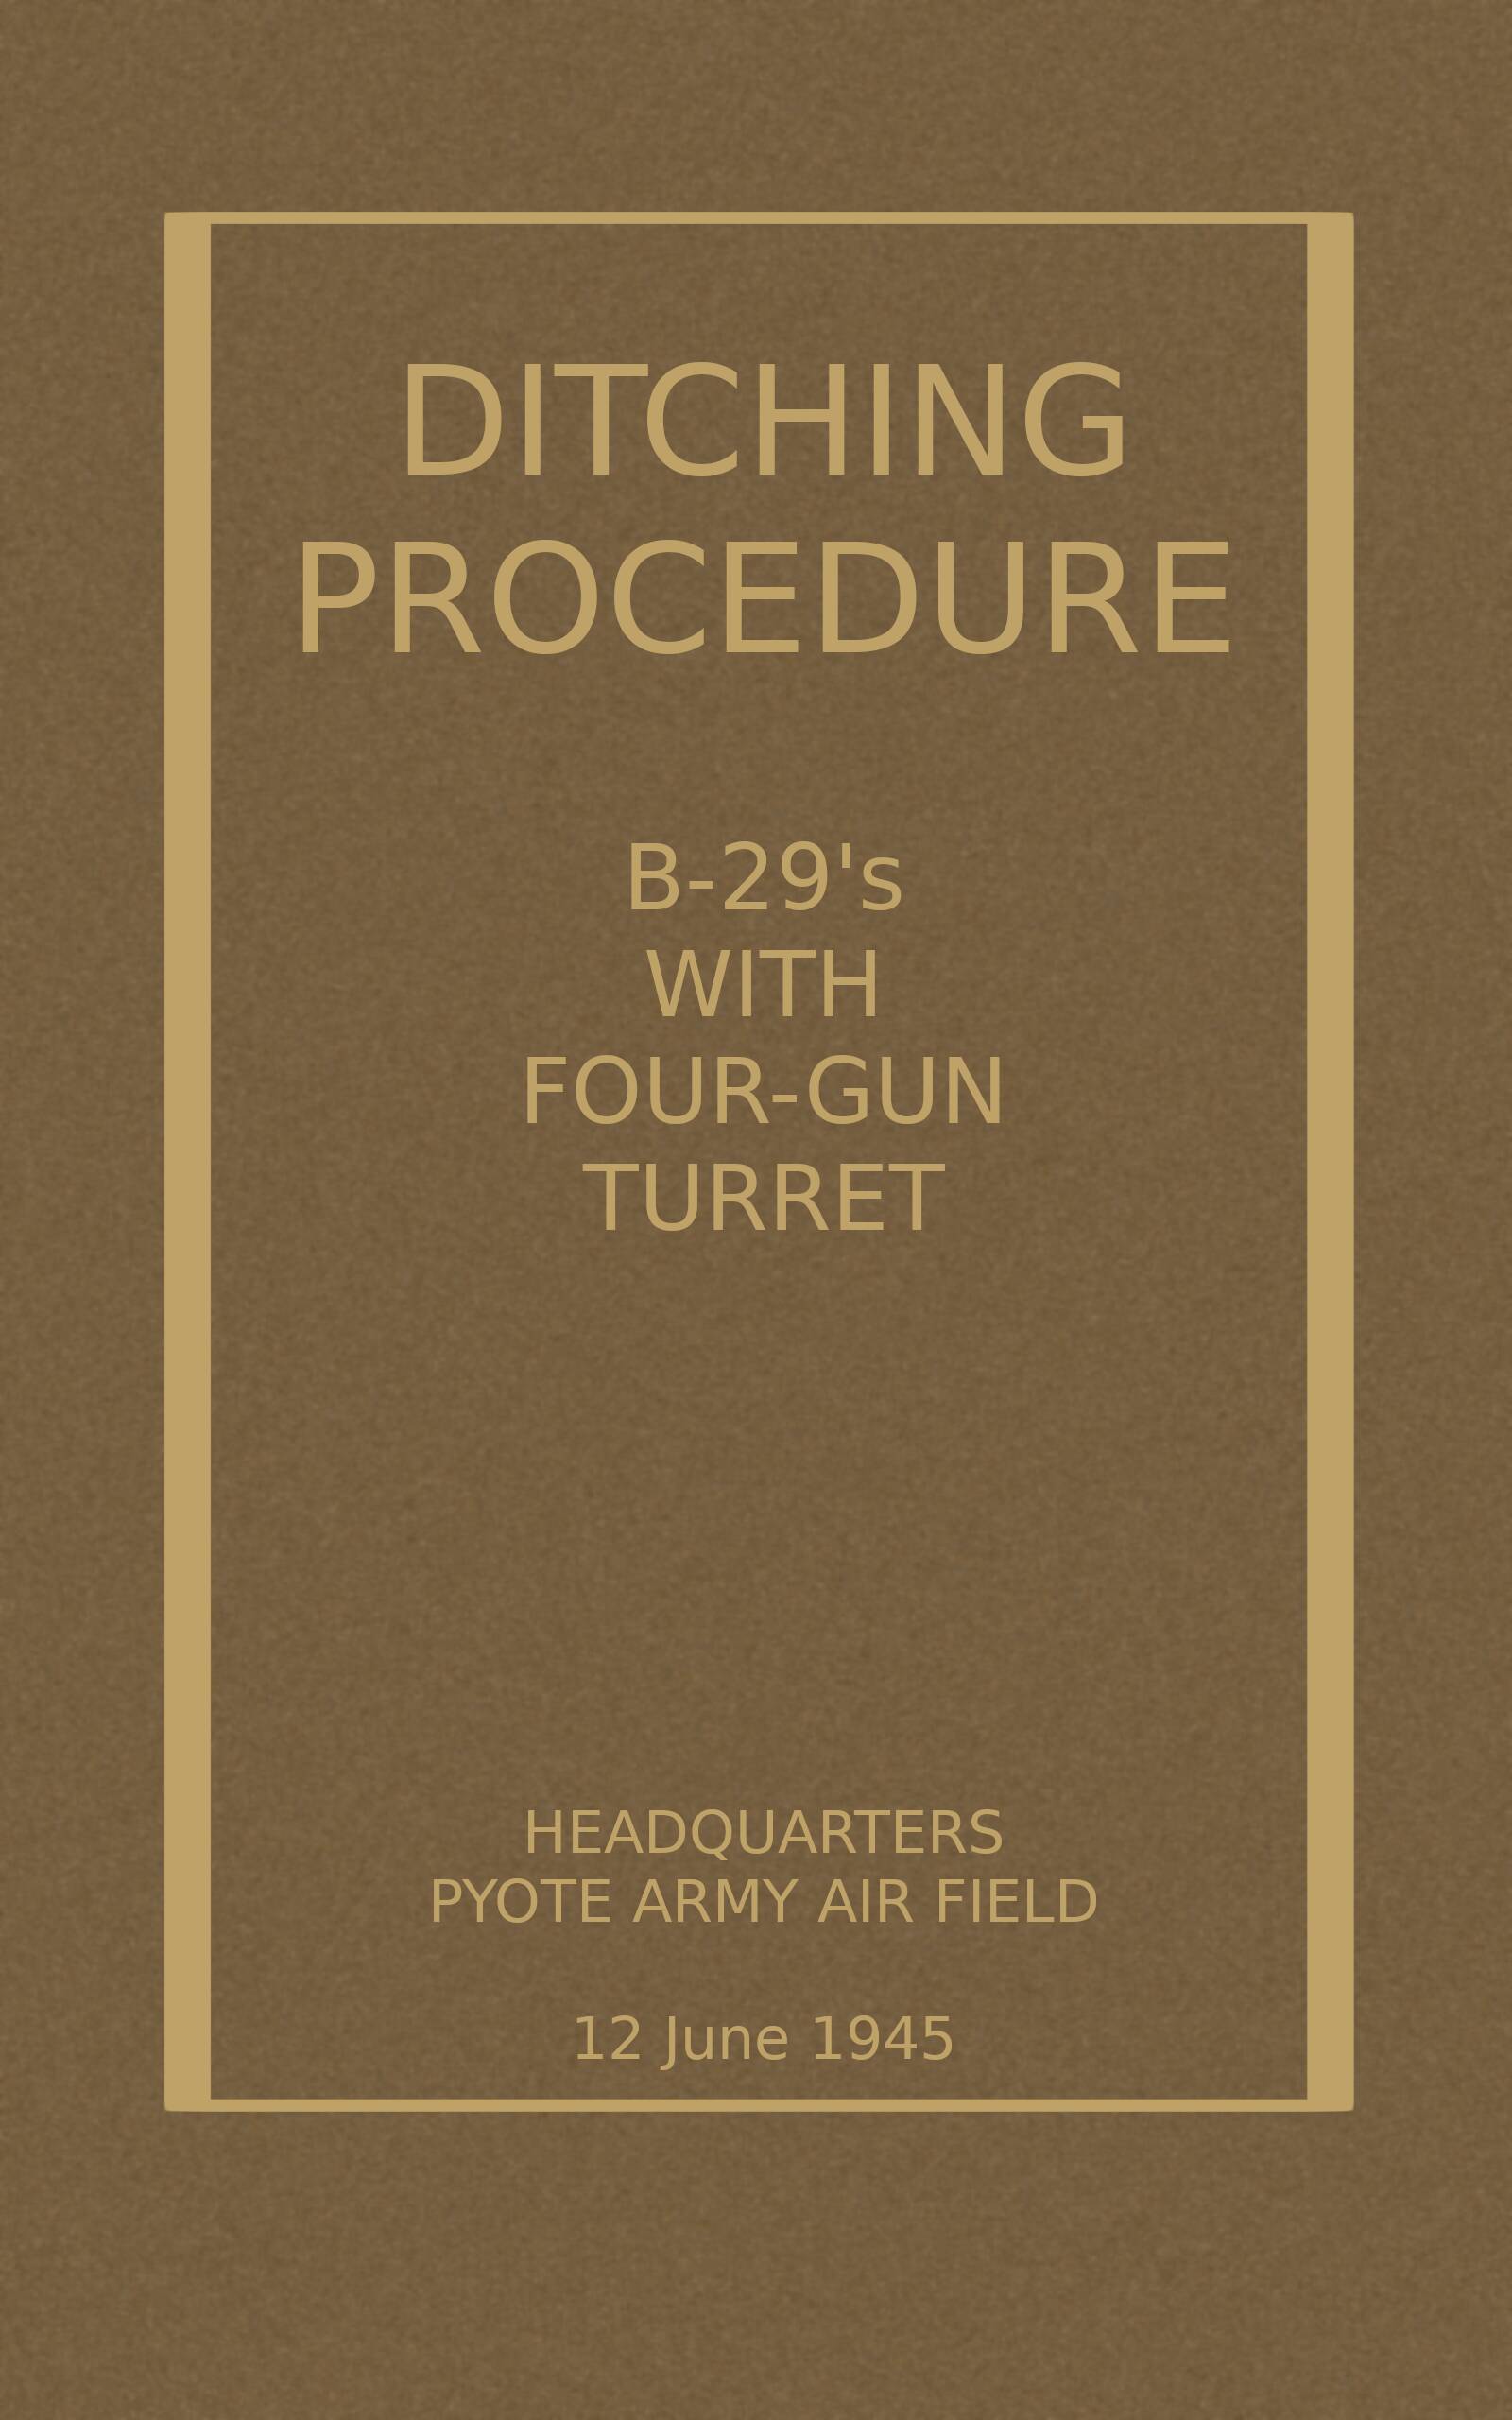 DITCHING
PROCEDURE
B-29's
WITH
FOUR-GUN
TURRET
HEADQUARTERS
PYOTE ARMY AIR FIELD
12 June 1945